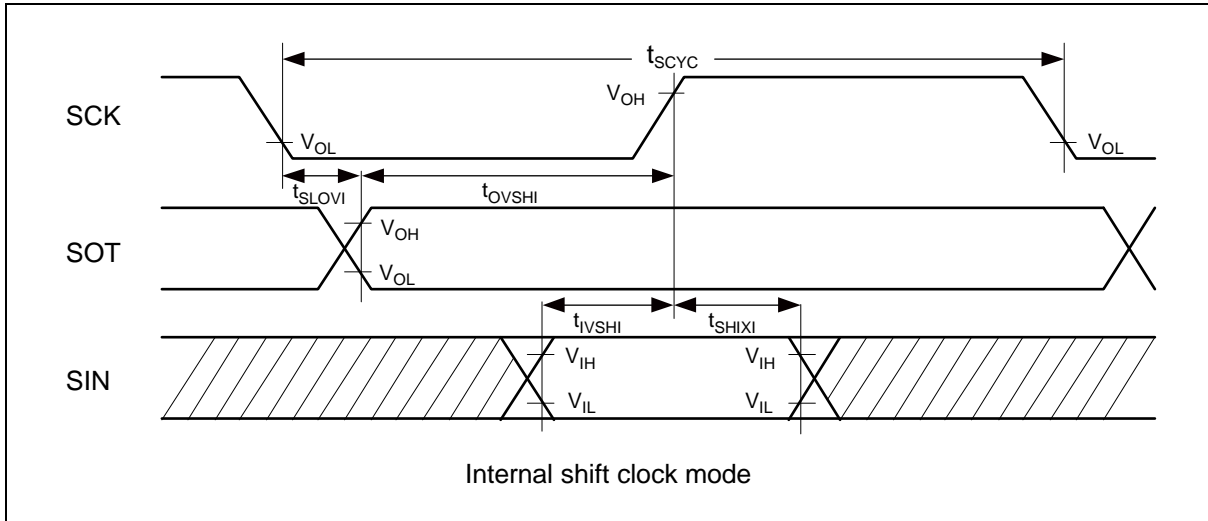 tSCYC
SCK
VOH
VOL
VOL
tSLOVI
tOVSHI
SOT
VOH
VOL
tIVSHI
tSHIXI
SIN
VIH
VIH
VIL
VIL
Internal shift clock mode